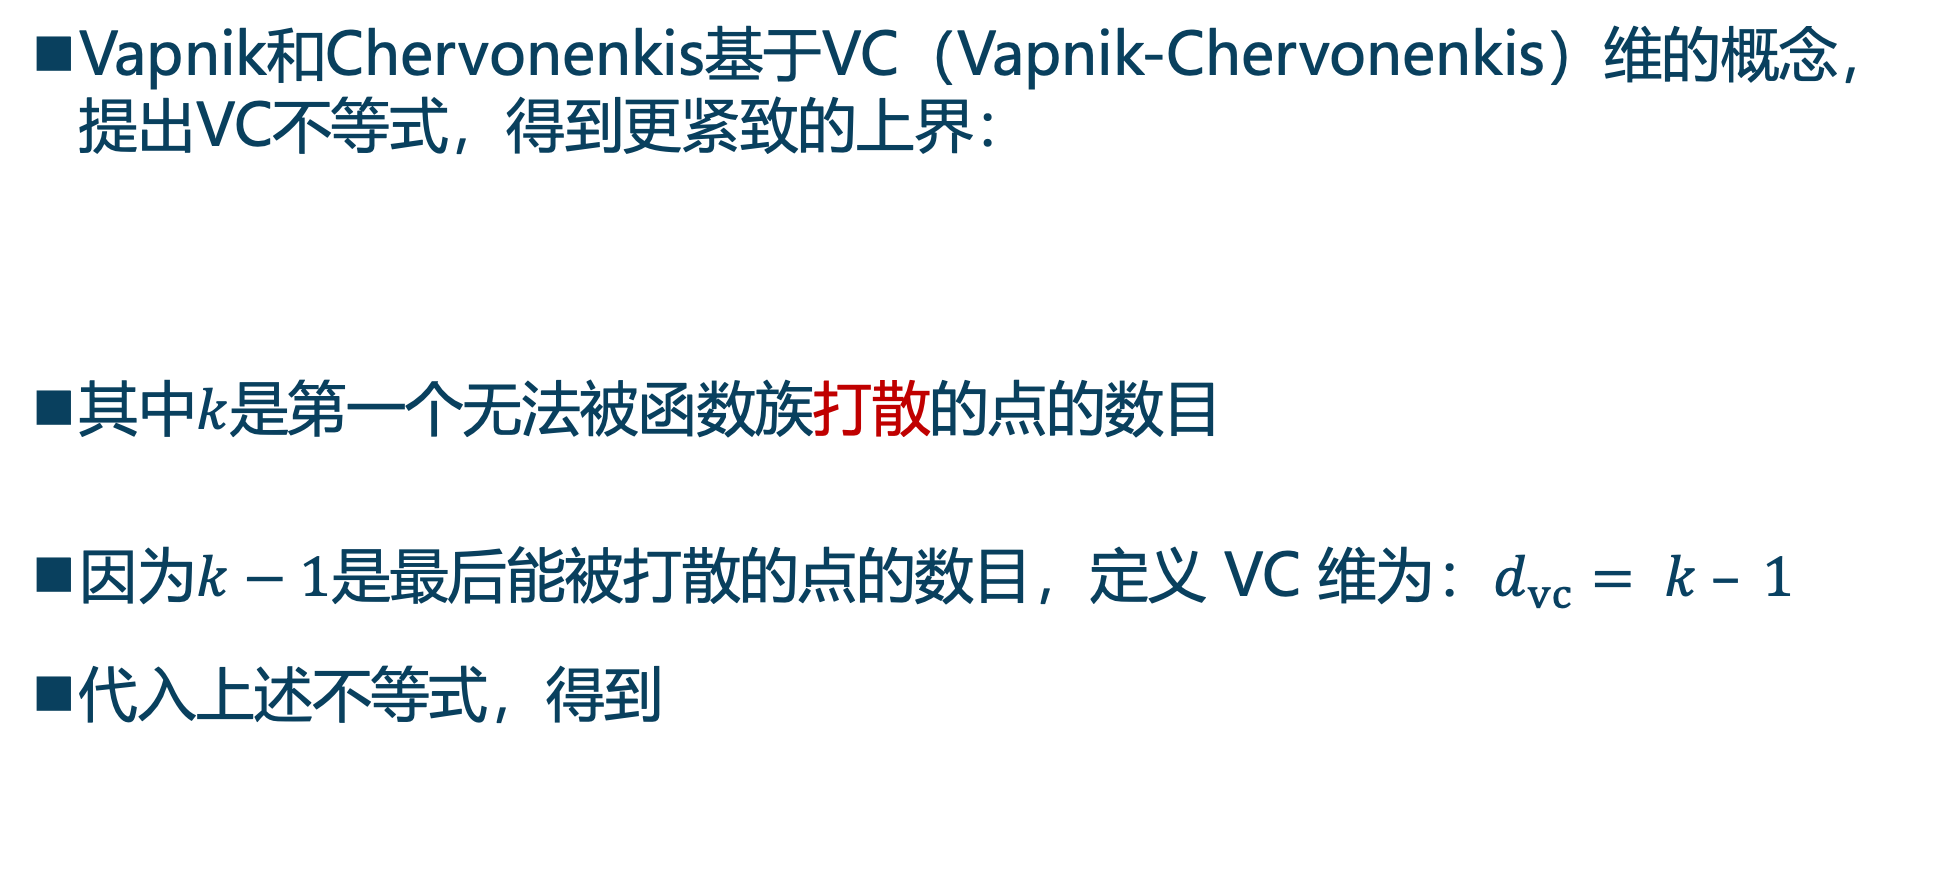 ■Vapnik和Chervonenkis基于VC（Vapnik-Chervonenkis）维的概念，
提出VC不等式，得到更紧致的上界：
■其中k是第一个无法被函数族打散的点的数目
■因为k − 1是最后能被打散的点的数目，定义 VC 维为：d_vc = k – 1
■代入上述不等式，得到